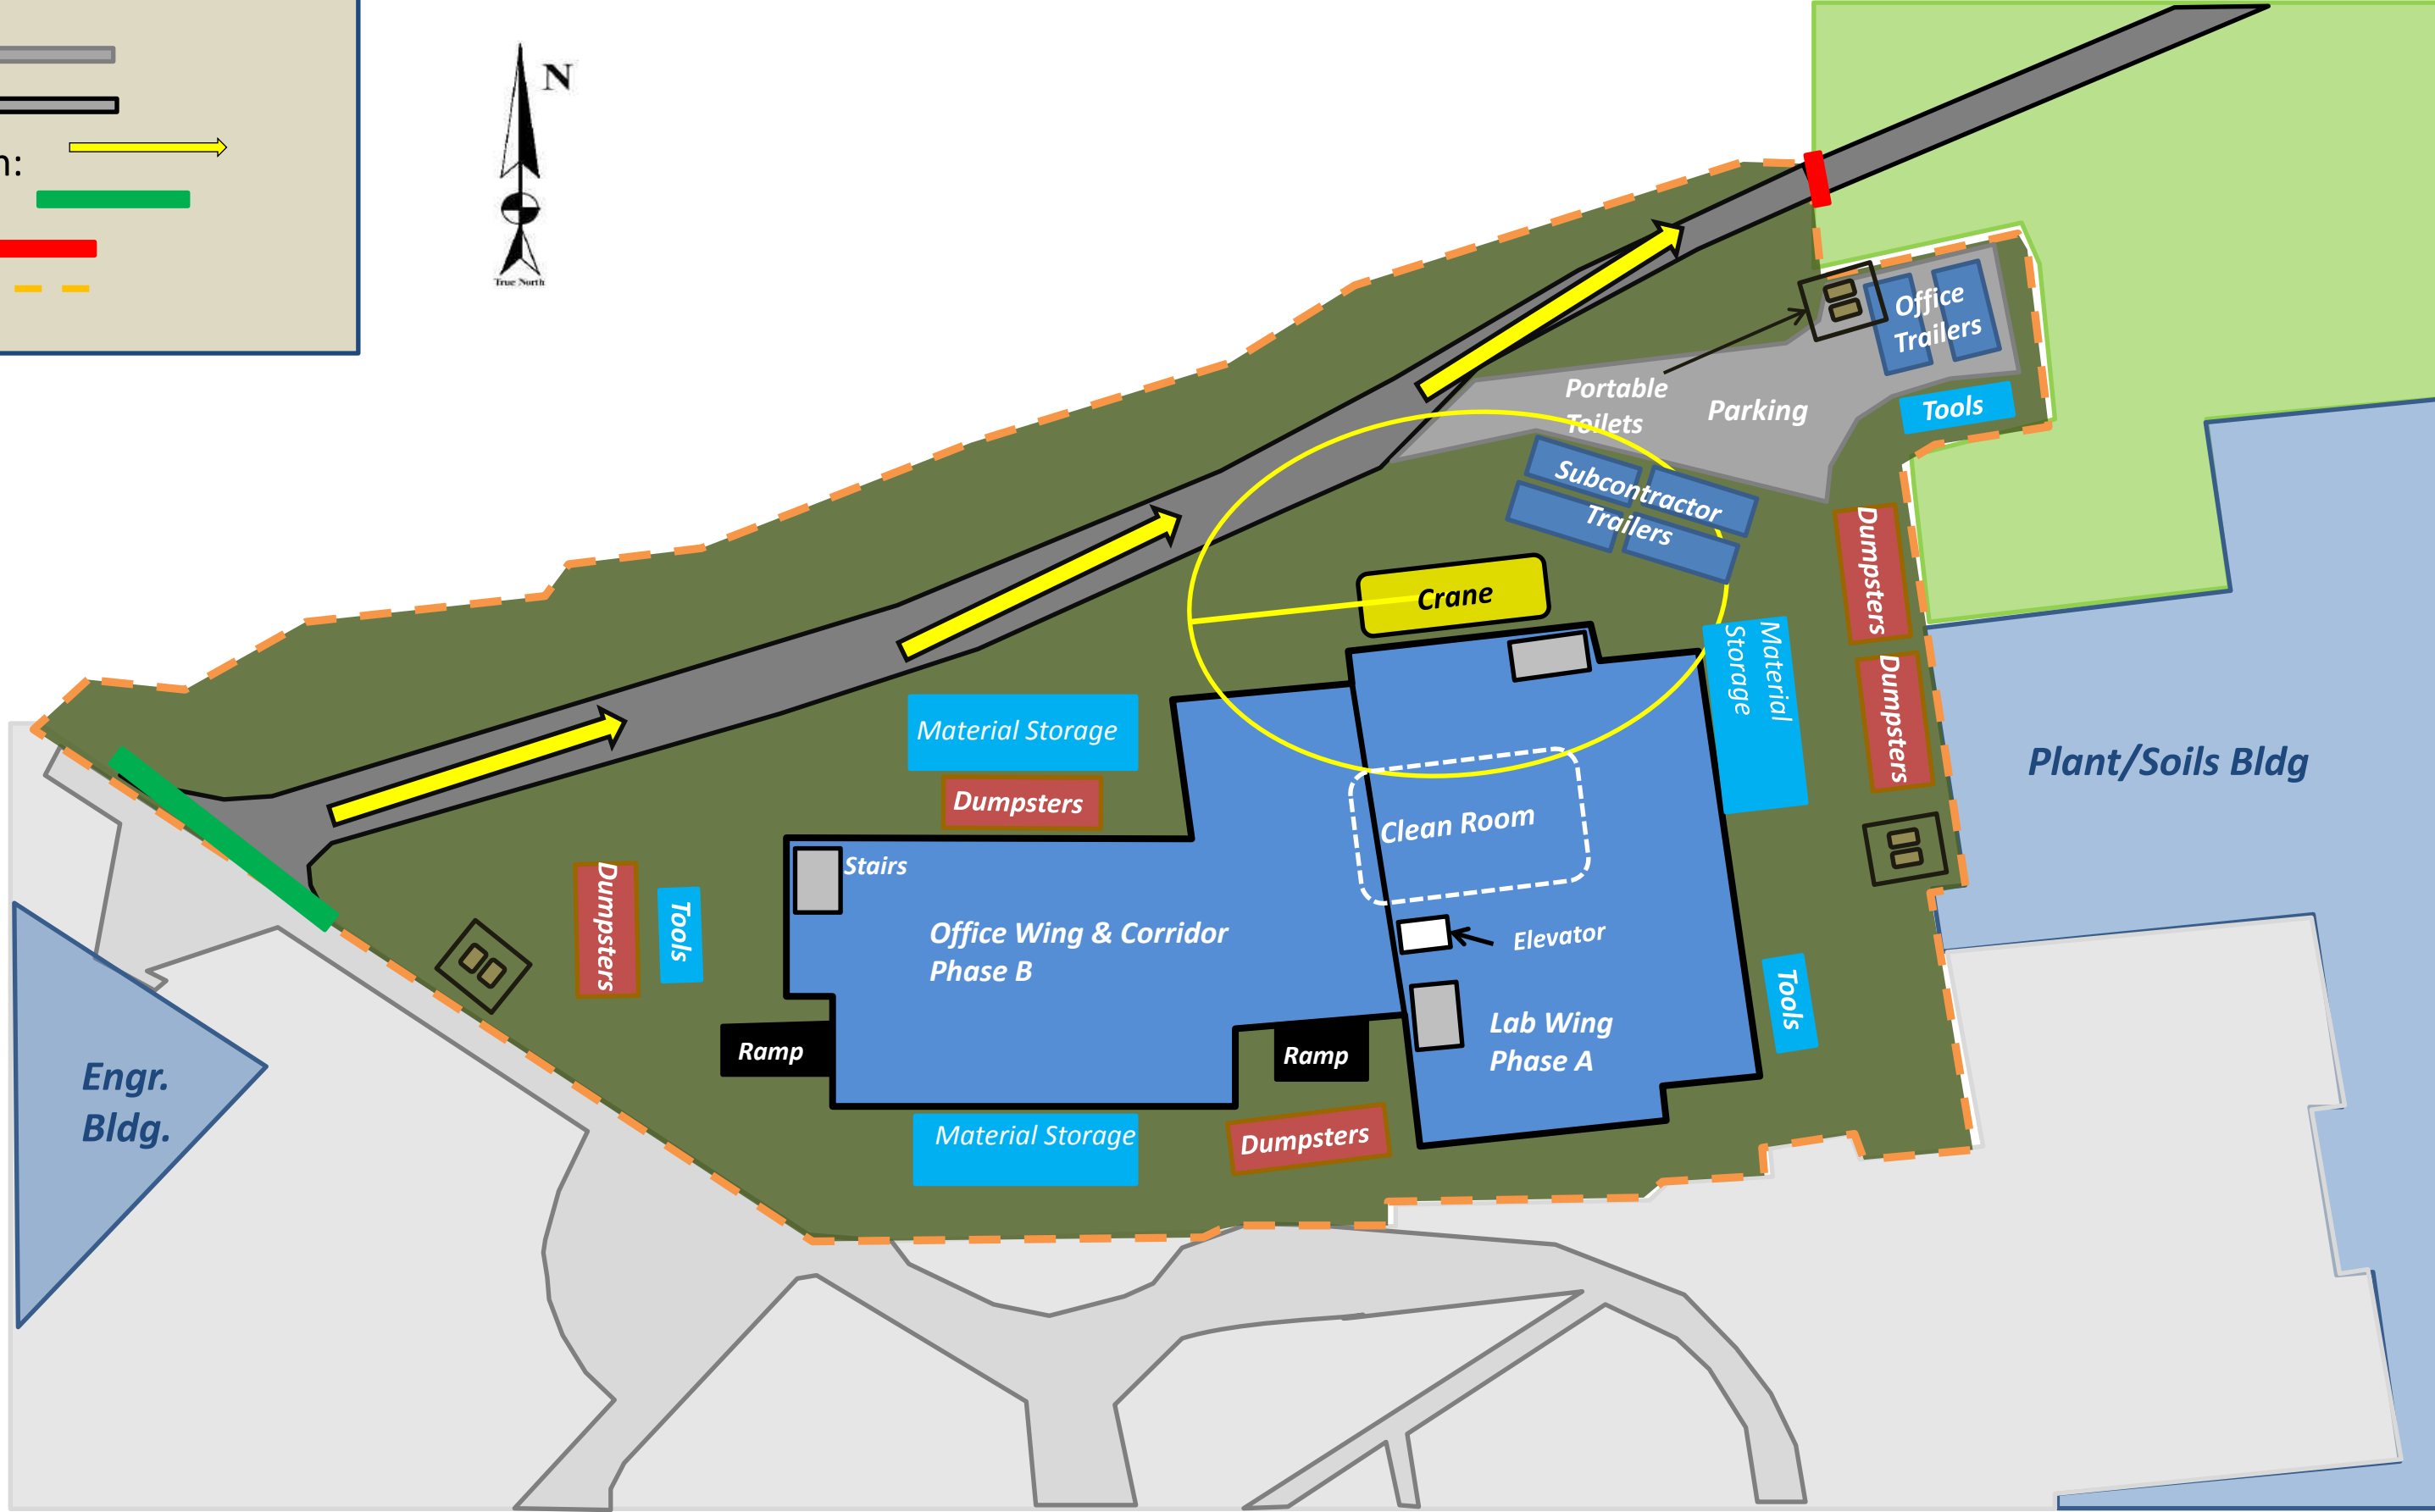 n:
N
True North
Office
Trailers
Portable
Toilets
Parking
Tools
Subcontractor
Trailers
Dumpsters
Crane
Material
Storage
Dumpsters
Material Storage
Dumpsters
Plant/Soils Bldg
Clean Room
Stairs
Dumpsters
Tools
Office Wing & Corridor
Phase B
Elevator
Tools
Lab Wing
Phase A
Ramp
Ramp
Engr.
Bldg.
Material Storage
Dumpsters